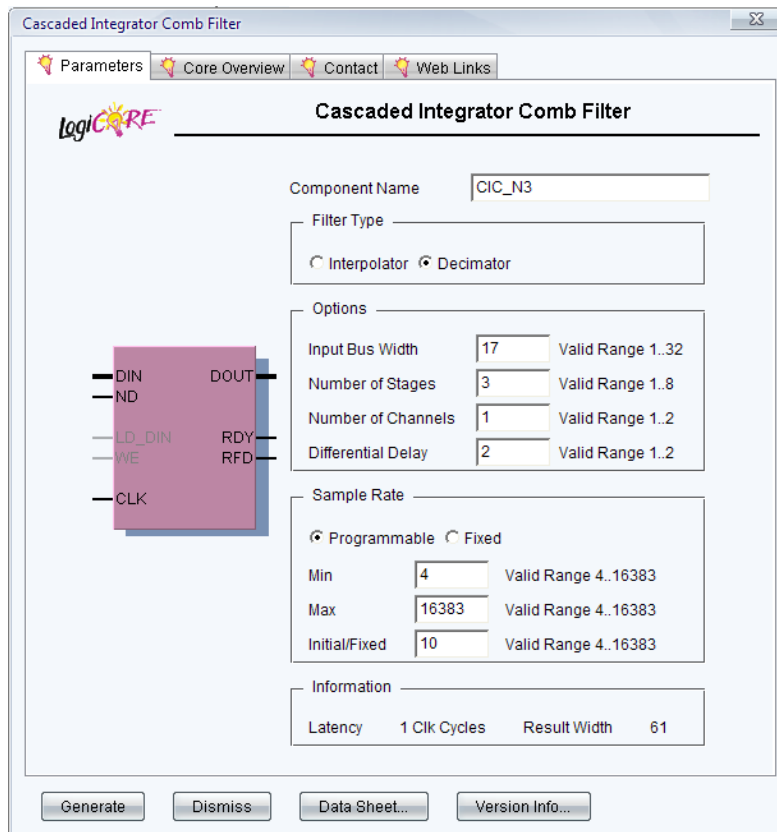 Cascaded Integrator Comb Filter
Parameters Core Overview Contact Web Links
LogiCORE
Cascaded Integrator Comb Filter
Component Name CIC_N3
Filter Type
Interpolator Decimator
Options
Input Bus Width 17 Valid Range 1..32
Number of Stages 3 Valid Range 1..8
Number of Channels 1 Valid Range 1..2
Differential Delay 2 Valid Range 1..2
DIN DOUT
ND
LD_DIN RDY
WE RFD
CLK
Sample Rate
Programmable Fixed
Min 4 Valid Range 4..16383
Max 16383 Valid Range 4..16383
Initial/Fixed 10 Valid Range 4..16383
Information
Latency 1 Clk Cycles Result Width 61
Generate Dismiss Data Sheet... Version Info...